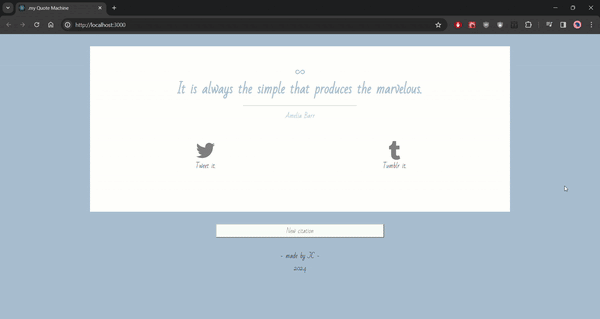 my Quote Machine
http://localhost:3000
∞
It is always the simple that produces the marvelous.
Amelia Barr
Tweet it
Tumblr it
New citation
- made by JC -
2024